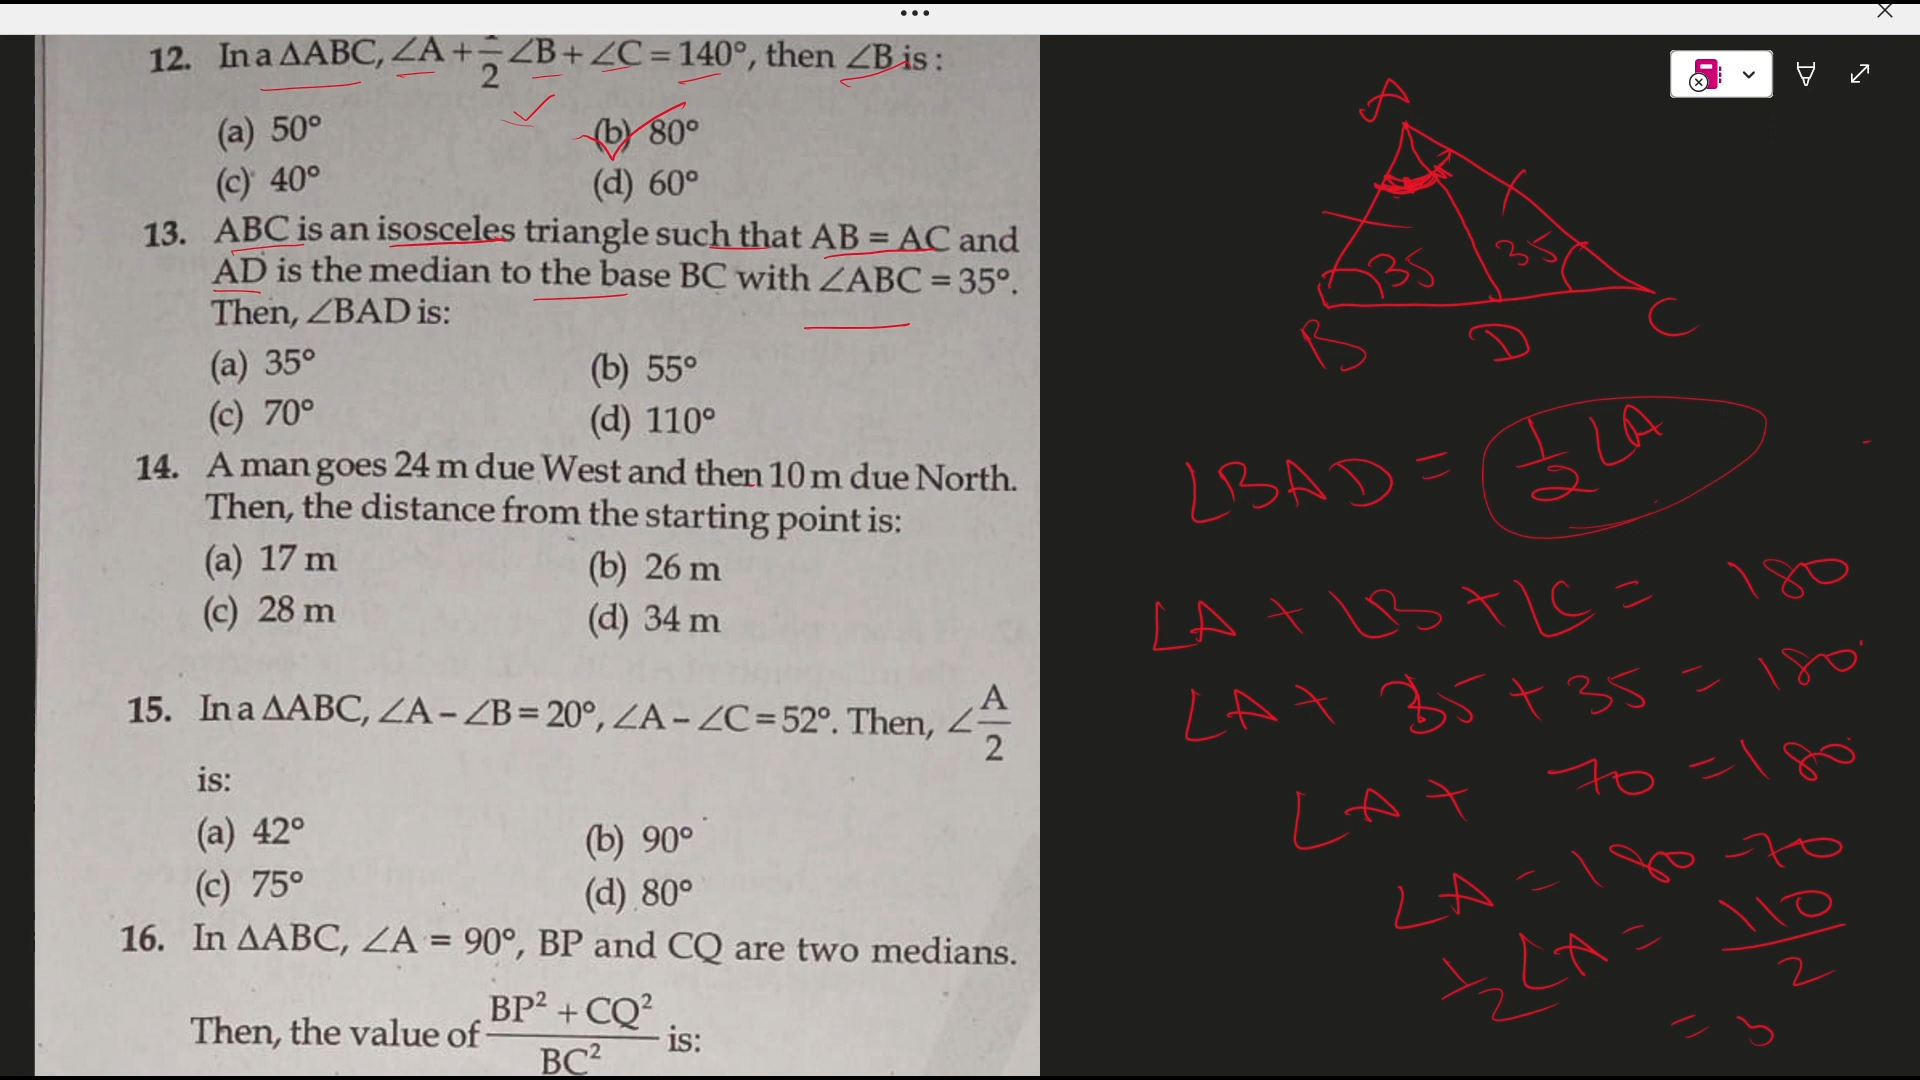 12. In a ΔABC, ∠A + 1/2 ∠B + ∠C = 140°, then ∠B is :
(a) 50° (b) 80°
(c) 40° (d) 60°
13. ABC is an isosceles triangle such that AB = AC and
AD is the median to the base BC with ∠ABC = 35°.
Then, ∠BAD is:
(a) 35° (b) 55°
(c) 70° (d) 110°
14. A man goes 24 m due West and then 10 m due North.
Then, the distance from the starting point is:
(a) 17 m (b) 26 m
(c) 28 m (d) 34 m
15. In a ΔABC, ∠A – ∠B = 20°, ∠A – ∠C = 52°. Then, ∠A/2
is:
(a) 42° (b) 90°
(c) 75° (d) 80°
16. In ΔABC, ∠A = 90°, BP and CQ are two medians.
Then, the value of (BP² + CQ²)/BC² is:
A
35 35
B D C
∠BAD = 1/2 ∠A
∠A + ∠B + ∠C = 180
∠A + 35 + 35 = 180
∠A + 70 = 180
∠A = 180 - 70
1/2 ∠A = 110/2
=